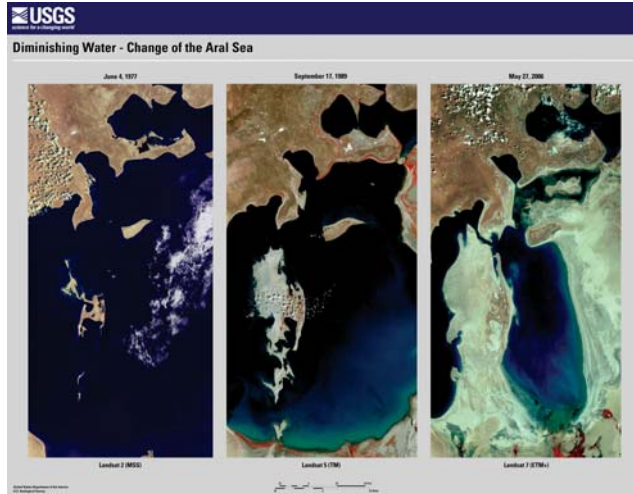 USGS
science for a changing world
Diminishing Water - Change of the Aral Sea
June 4, 1977
September 17, 1989
May 27, 2006
Landsat 2 (MSS)
Landsat 5 (TM)
Landsat 7 (ETM+)